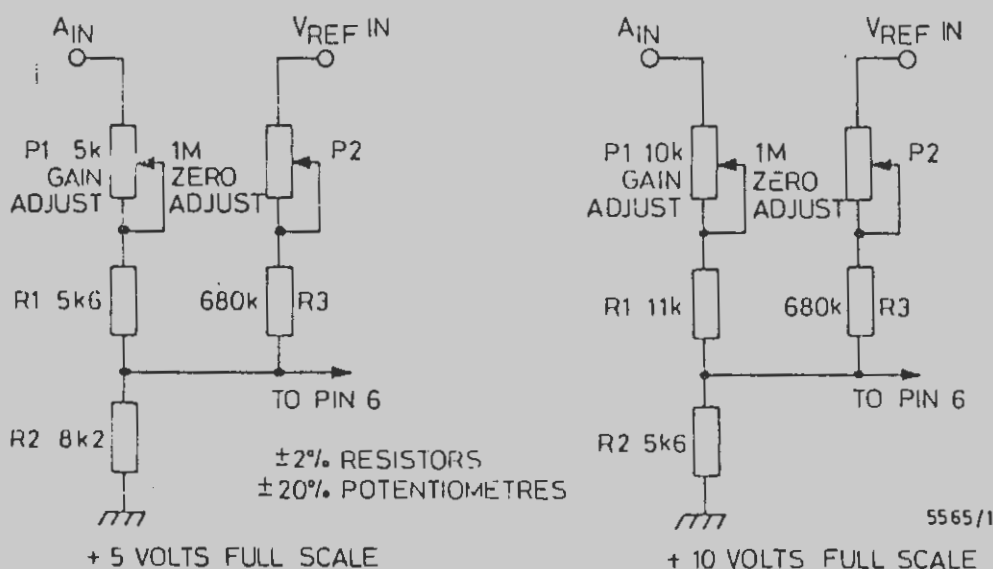 AIN
VREF IN
i
P1 5k
GAIN
ADJUST
1M
ZERO
ADJUST
P2
R1 5k6
680k R3
TO PIN 6
R2 8k2
±2% RESISTORS
±20% POTENTIOMETRES
+ 5 VOLTS FULL SCALE
AIN
VREF IN
P1 10k
GAIN
ADJUST
1M
ZERO
ADJUST
P2
R1 11k
680k R3
TO PIN 6
R2 5k6
5565/1
+ 10 VOLTS FULL SCALE